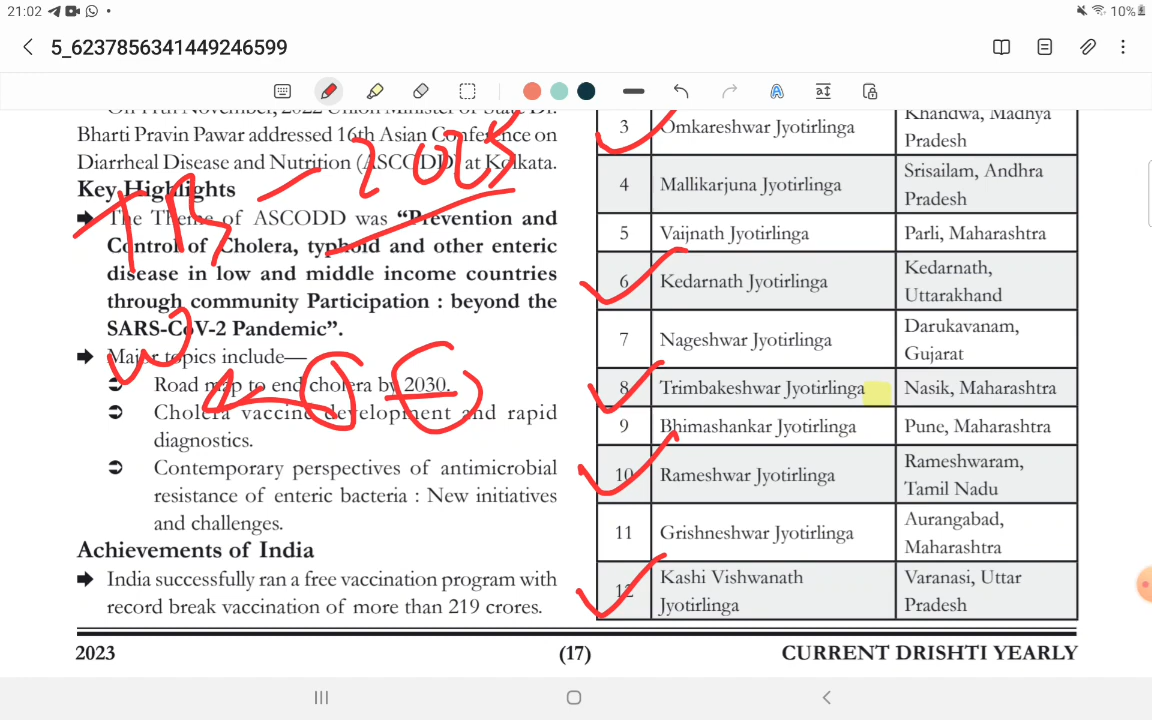 21:02
10%
5_6237856341449246599
On 11th November, 2022 Union Minister of State Dr.
Bharti Pravin Pawar addressed 16th Asian Conference on
Diarrheal Disease and Nutrition (ASCODD) at Kolkata.
Key Highlights
The Theme of ASCODD was “Prevention and
Control of Cholera, typhoid and other enteric
disease in low and middle income countries
through community Participation : beyond the
SARS-CoV-2 Pandemic”.
Major topics include—
Road map to end cholera by 2030.
Cholera vaccine development and rapid
diagnostics.
Contemporary perspectives of antimicrobial
resistance of enteric bacteria : New initiatives
and challenges.
Achievements of India
India successfully ran a free vaccination program with
record break vaccination of more than 219 crores.
TB - 2025
3 Omkareshwar Jyotirlinga Khandwa, Madhya
Pradesh
4 Mallikarjuna Jyotirlinga Srisailam, Andhra
Pradesh
5 Vaijnath Jyotirlinga Parli, Maharashtra
6 Kedarnath Jyotirlinga Kedarnath,
Uttarakhand
7 Nageshwar Jyotirlinga Darukavanam,
Gujarat
8 Trimbakeshwar Jyotirlinga Nasik, Maharashtra
9 Bhimashankar Jyotirlinga Pune, Maharashtra
10 Rameshwar Jyotirlinga Rameshwaram,
Tamil Nadu
11 Grishneshwar Jyotirlinga Aurangabad,
Maharashtra
12 Kashi Vishwanath Varanasi, Uttar
Jyotirlinga Pradesh
2023 (17) CURRENT DRISHTI YEARLY